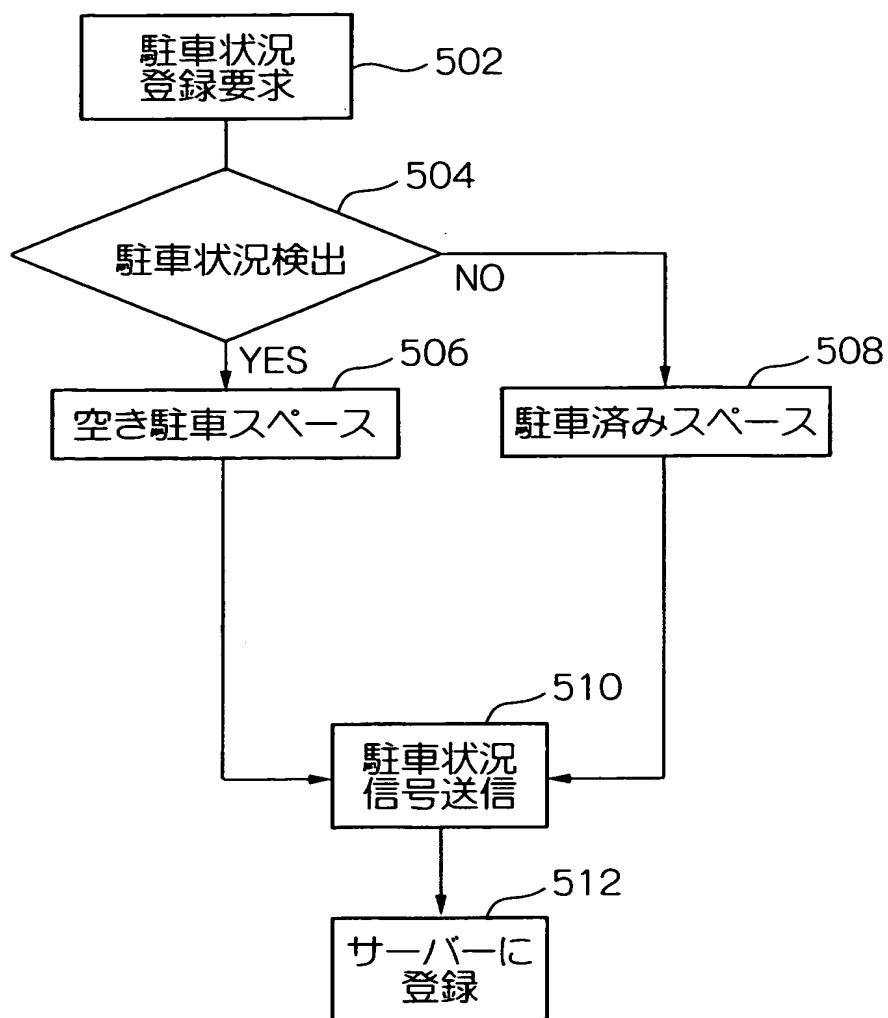 駐車状況
登録要求
502
504
駐車状況検出
NO
YES
506
508
空き駐車スペース
駐車済みスペース
510
駐車状況
信号送信
512
サーバーに
登録